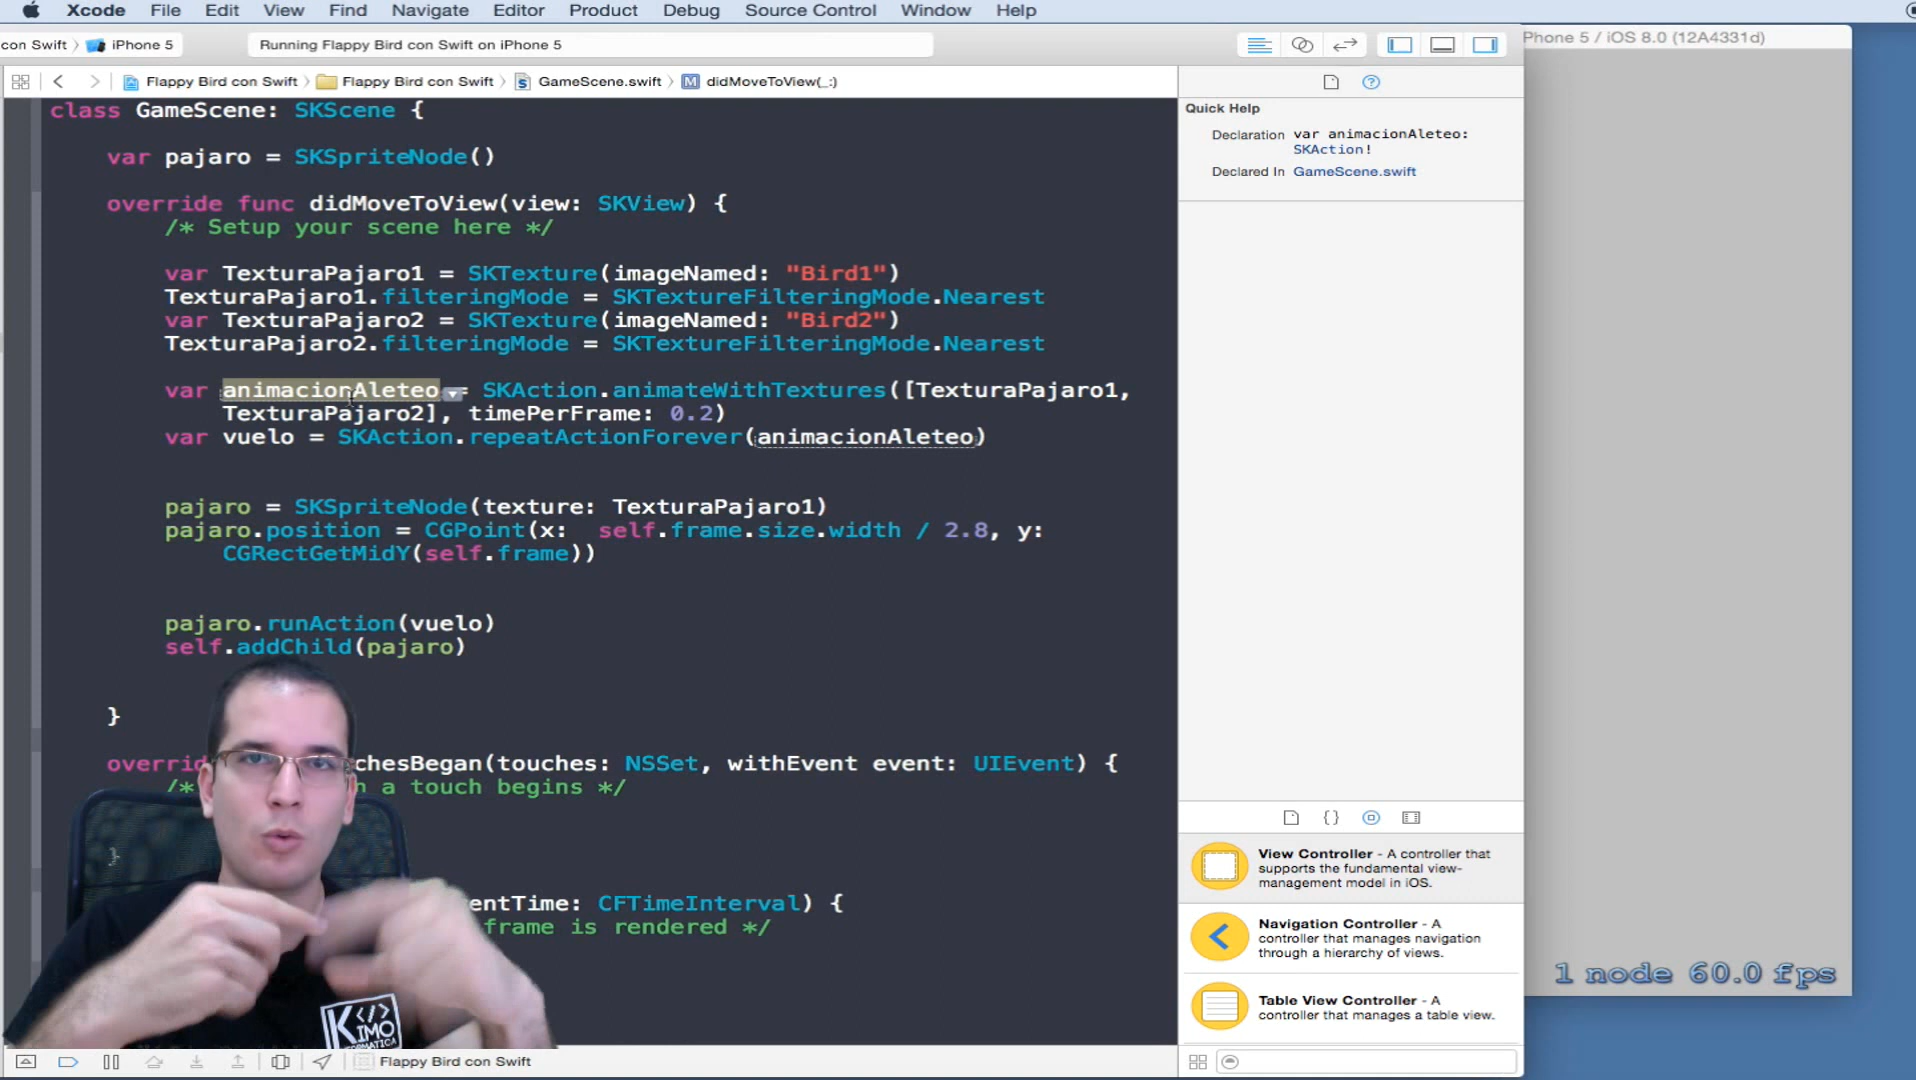 Xcode File Edit View Find Navigate Editor Product Debug Source Control Window Help
con Swift iPhone 5
Running Flappy Bird con Swift on iPhone 5
Phone 5 / iOS 8.0 (12A4331d)
Flappy Bird con Swift Flappy Bird con Swift GameScene.swift M didMoveToView(_:)
class GameScene: SKScene {
var pajaro = SKSpriteNode()
override func didMoveToView(view: SKView) {
/* Setup your scene here */
var TexturaPajaro1 = SKTexture(imageNamed: "Bird1")
TexturaPajaro1.filteringMode = SKTextureFilteringMode.Nearest
var TexturaPajaro2 = SKTexture(imageNamed: "Bird2")
TexturaPajaro2.filteringMode = SKTextureFilteringMode.Nearest
var animacionAleteo = SKAction.animateWithTextures([TexturaPajaro1,
TexturaPajaro2], timePerFrame: 0.2)
var vuelo = SKAction.repeatActionForever(animacionAleteo)
pajaro = SKSpriteNode(texture: TexturaPajaro1)
pajaro.position = CGPoint(x: self.frame.size.width / 2.8, y:
CGRectGetMidY(self.frame))
pajaro.runAction(vuelo)
self.addChild(pajaro)
}
chesBegan(touches: NSSet, withEvent event: UIEvent) {
/* n a touch begins */
}
entTime: CFTimeInterval) {
frame is rendered */
</> KIMO
Flappy Bird con Swift
Quick Help
Declaration var animacionAleteo:
SKAction!
Declared In GameScene.swift
{}
View Controller - A controller that
supports the fundamental view-
management model in iOS.
Navigation Controller - A
controller that manages navigation
through a hierarchy of views.
Table View Controller - A
controller that manages a table view.
1 node 60.0 fps